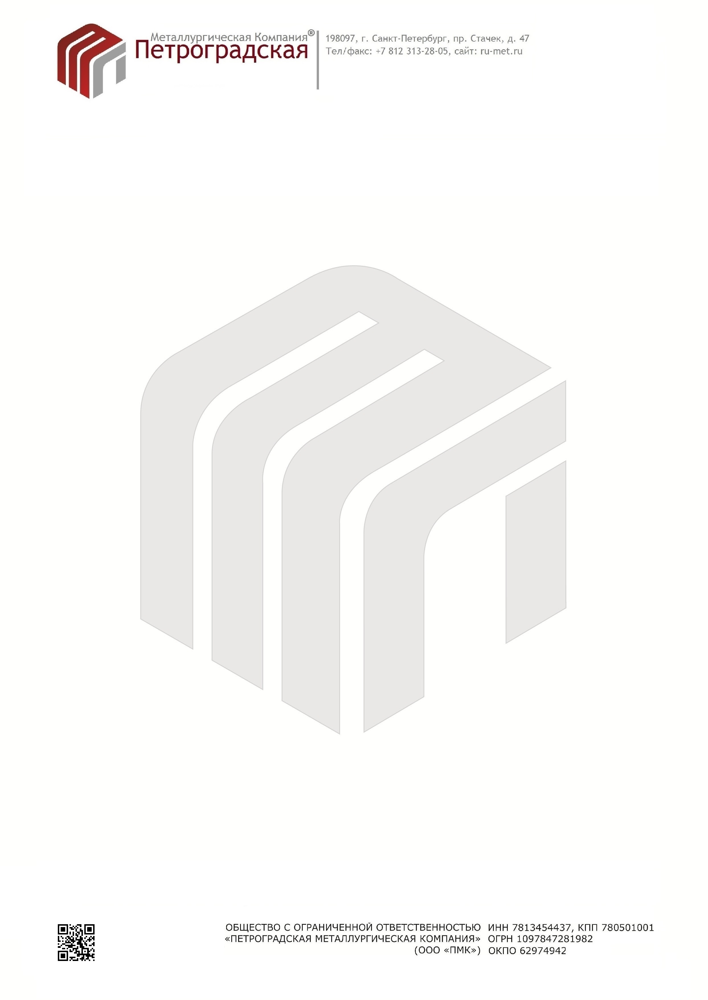 Металлургическая Компания®
Петроградская
198097, г. Санкт-Петербург, пр. Стачек, д. 47
Тел/факс: +7 812 313-28-05, сайт: ru-met.ru
ОБЩЕСТВО С ОГРАНИЧЕННОЙ ОТВЕТСТВЕННОСТЬЮ
«ПЕТРОГРАДСКАЯ МЕТАЛЛУРГИЧЕСКАЯ КОМПАНИЯ»
(ООО «ПМК»)
ИНН 7813454437, КПП 780501001
ОГРН 1097847281982
ОКПО 62974942